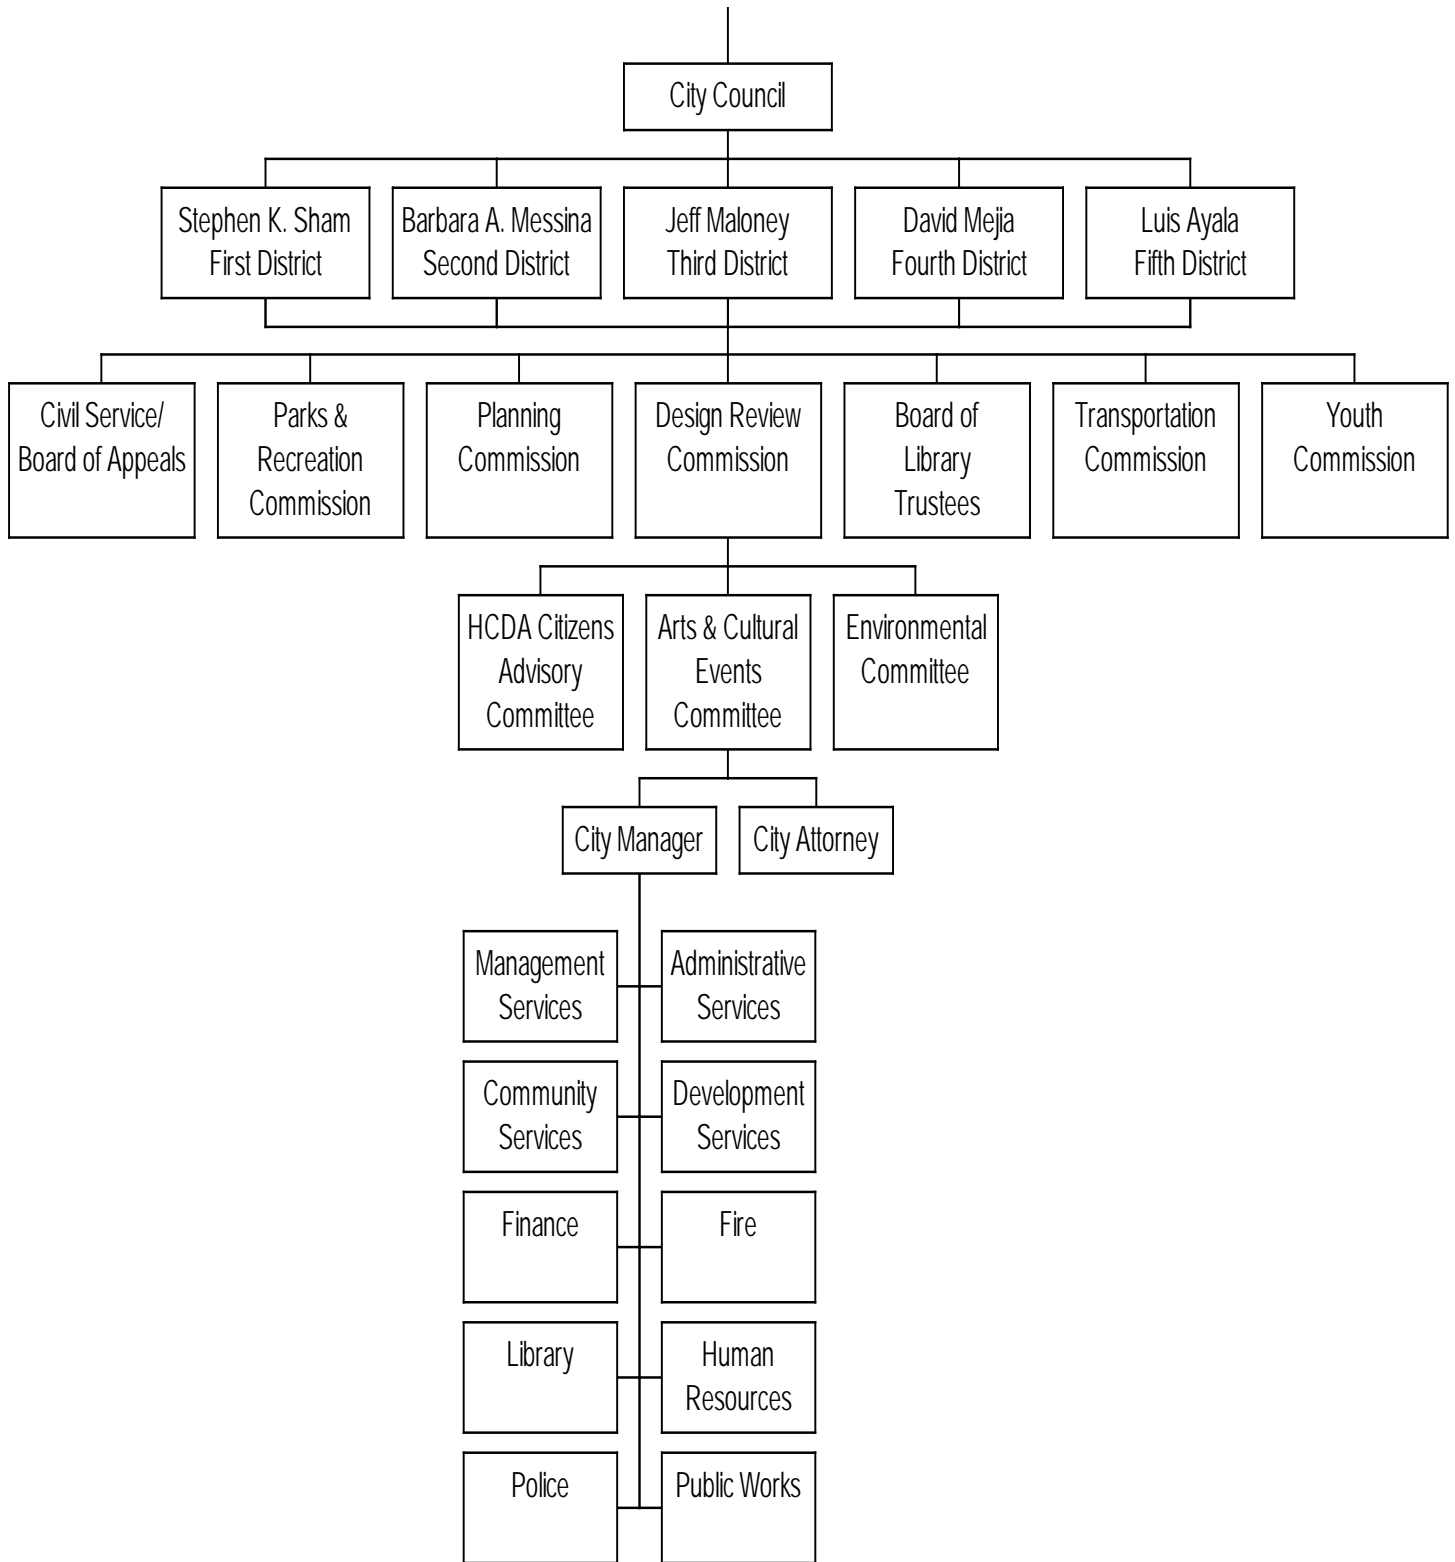 City Council
Stephen K. Sham
First District
Barbara A. Messina
Second District
Jeff Maloney
Third District
David Mejia
Fourth District
Luis Ayala
Fifth District
Civil Service/
Board of Appeals
Parks &
Recreation
Commission
Planning
Commission
Design Review
Commission
Board of
Library
Trustees
Transportation
Commission
Youth
Commission
HCDA Citizens
Advisory
Committee
Arts & Cultural
Events
Committee
Environmental
Committee
City Manager
City Attorney
Management
Services
Administrative
Services
Community
Services
Development
Services
Finance
Fire
Library
Human
Resources
Police
Public Works